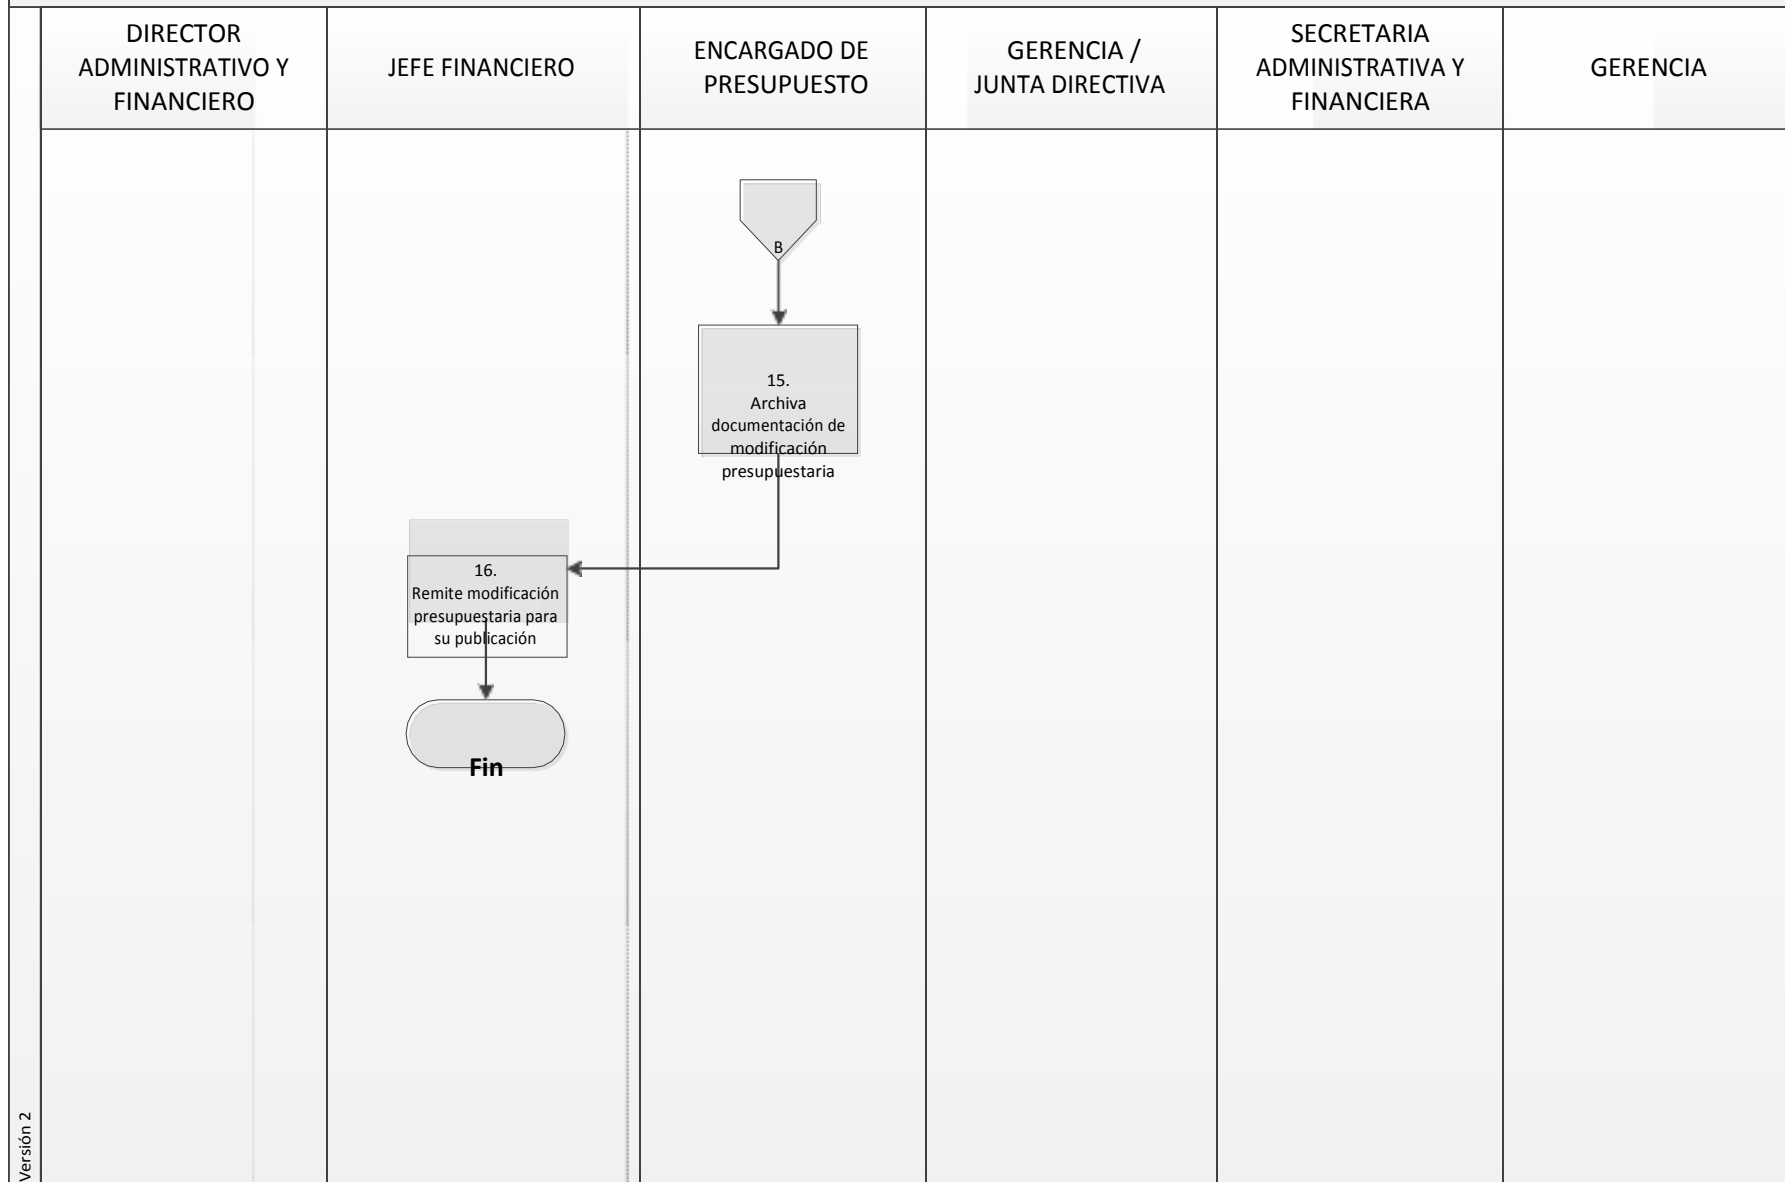 DIRECTOR
ADMINISTRATIVO Y
FINANCIERO
JEFE FINANCIERO
ENCARGADO DE
PRESUPUESTO
GERENCIA /
JUNTA DIRECTIVA
SECRETARIA
ADMINISTRATIVA Y
FINANCIERA
GERENCIA
B
15.
Archiva
documentación de
modificación
presupuestaria
16.
Remite modificación
presupuestaria para
su publicación
Fin
Versión 2